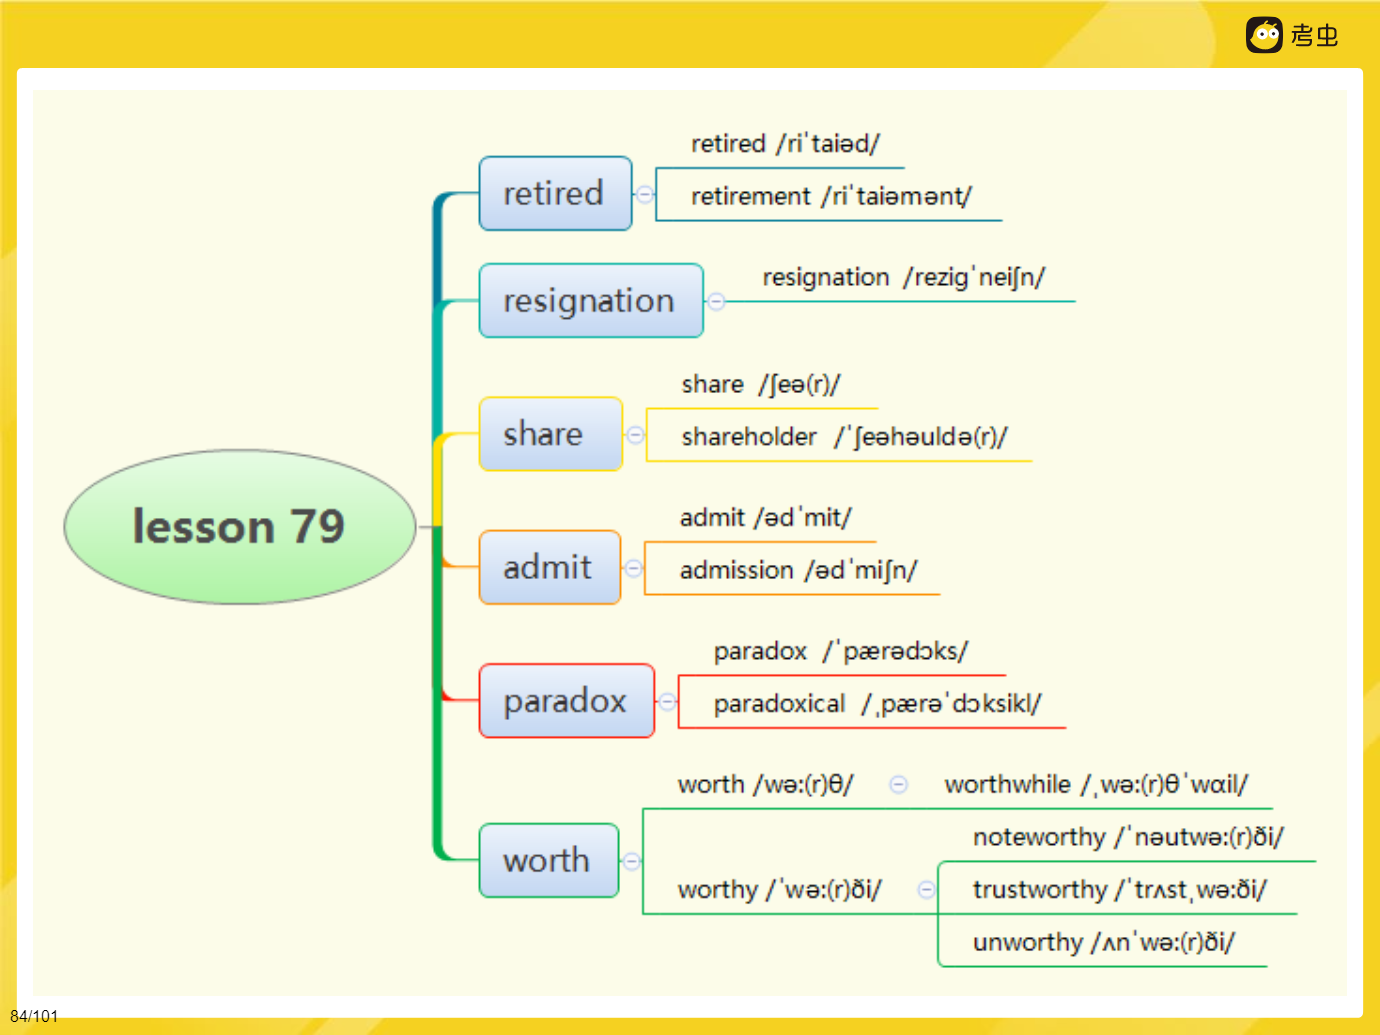 考虫
retired /riˈtaiəd/
retired
retirement /riˈtaiəmənt/
resignation /rezigˈneiʃn/
resignation
share /ʃeə(r)/
share
shareholder /ˈʃeəhəuldə(r)/
lesson 79
admit /ədˈmit/
admit
admission /ədˈmiʃn/
paradox /ˈpærədɔks/
paradox
paradoxical /ˌpærəˈdɔksikl/
worth /wə:(r)θ/ worthwhile /ˌwə:(r)θˈwɑil/
noteworthy /ˈnəutwə:(r)ði/
worth
worthy /ˈwə:(r)ði/ trustworthy /ˈtrʌstˌwə:ði/
unworthy /ʌnˈwə:(r)ði/
84/101